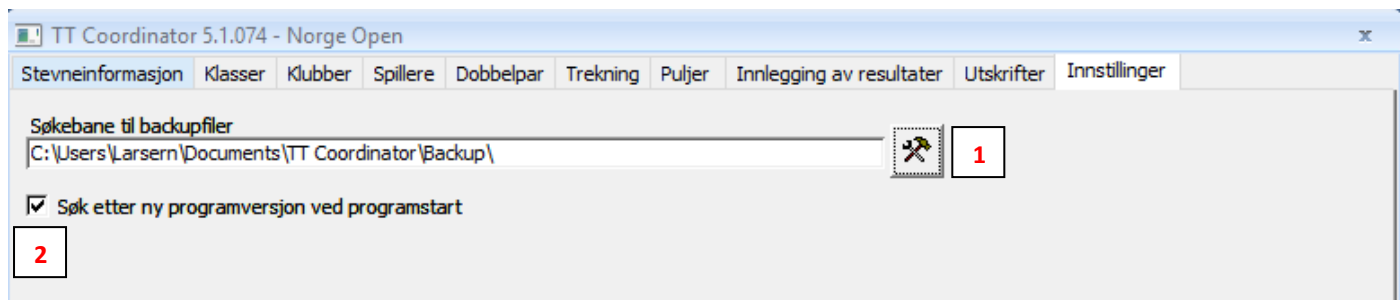 TT Coordinator 5.1.074 - Norge Open x
Stevneinformasjon Klasser Klubber Spillere Dobbelpar Trekning Puljer Innlegging av resultater Utskrifter Innstillinger
Søkebane til backupfiler
C:\Users\Larsern\Documents\TT Coordinator\Backup\ 1
Søk etter ny programversjon ved programstart
2